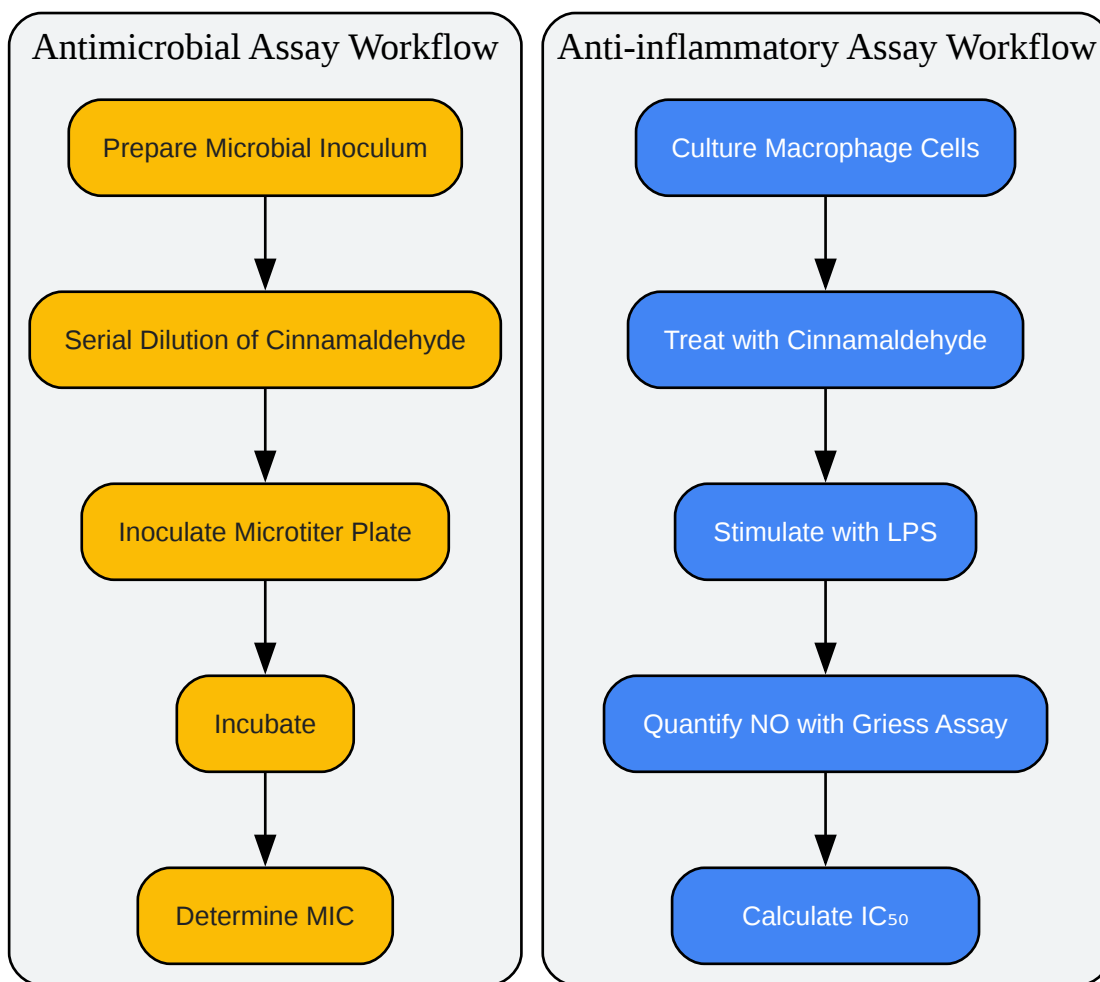 Antimicrobial Assay Workflow
Prepare Microbial Inoculum
Serial Dilution of Cinnamaldehyde
Inoculate Microtiter Plate
Incubate
Determine MIC
Anti-inflammatory Assay Workflow
Culture Macrophage Cells
Treat with Cinnamaldehyde
Stimulate with LPS
Quantify NO with Griess Assay
Calculate IC₅₀